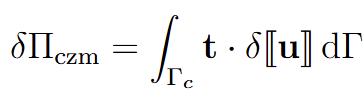 δΠ_czm = ∫_{Γ_c} 𝐭 · δ⟦𝐮⟧ dΓ